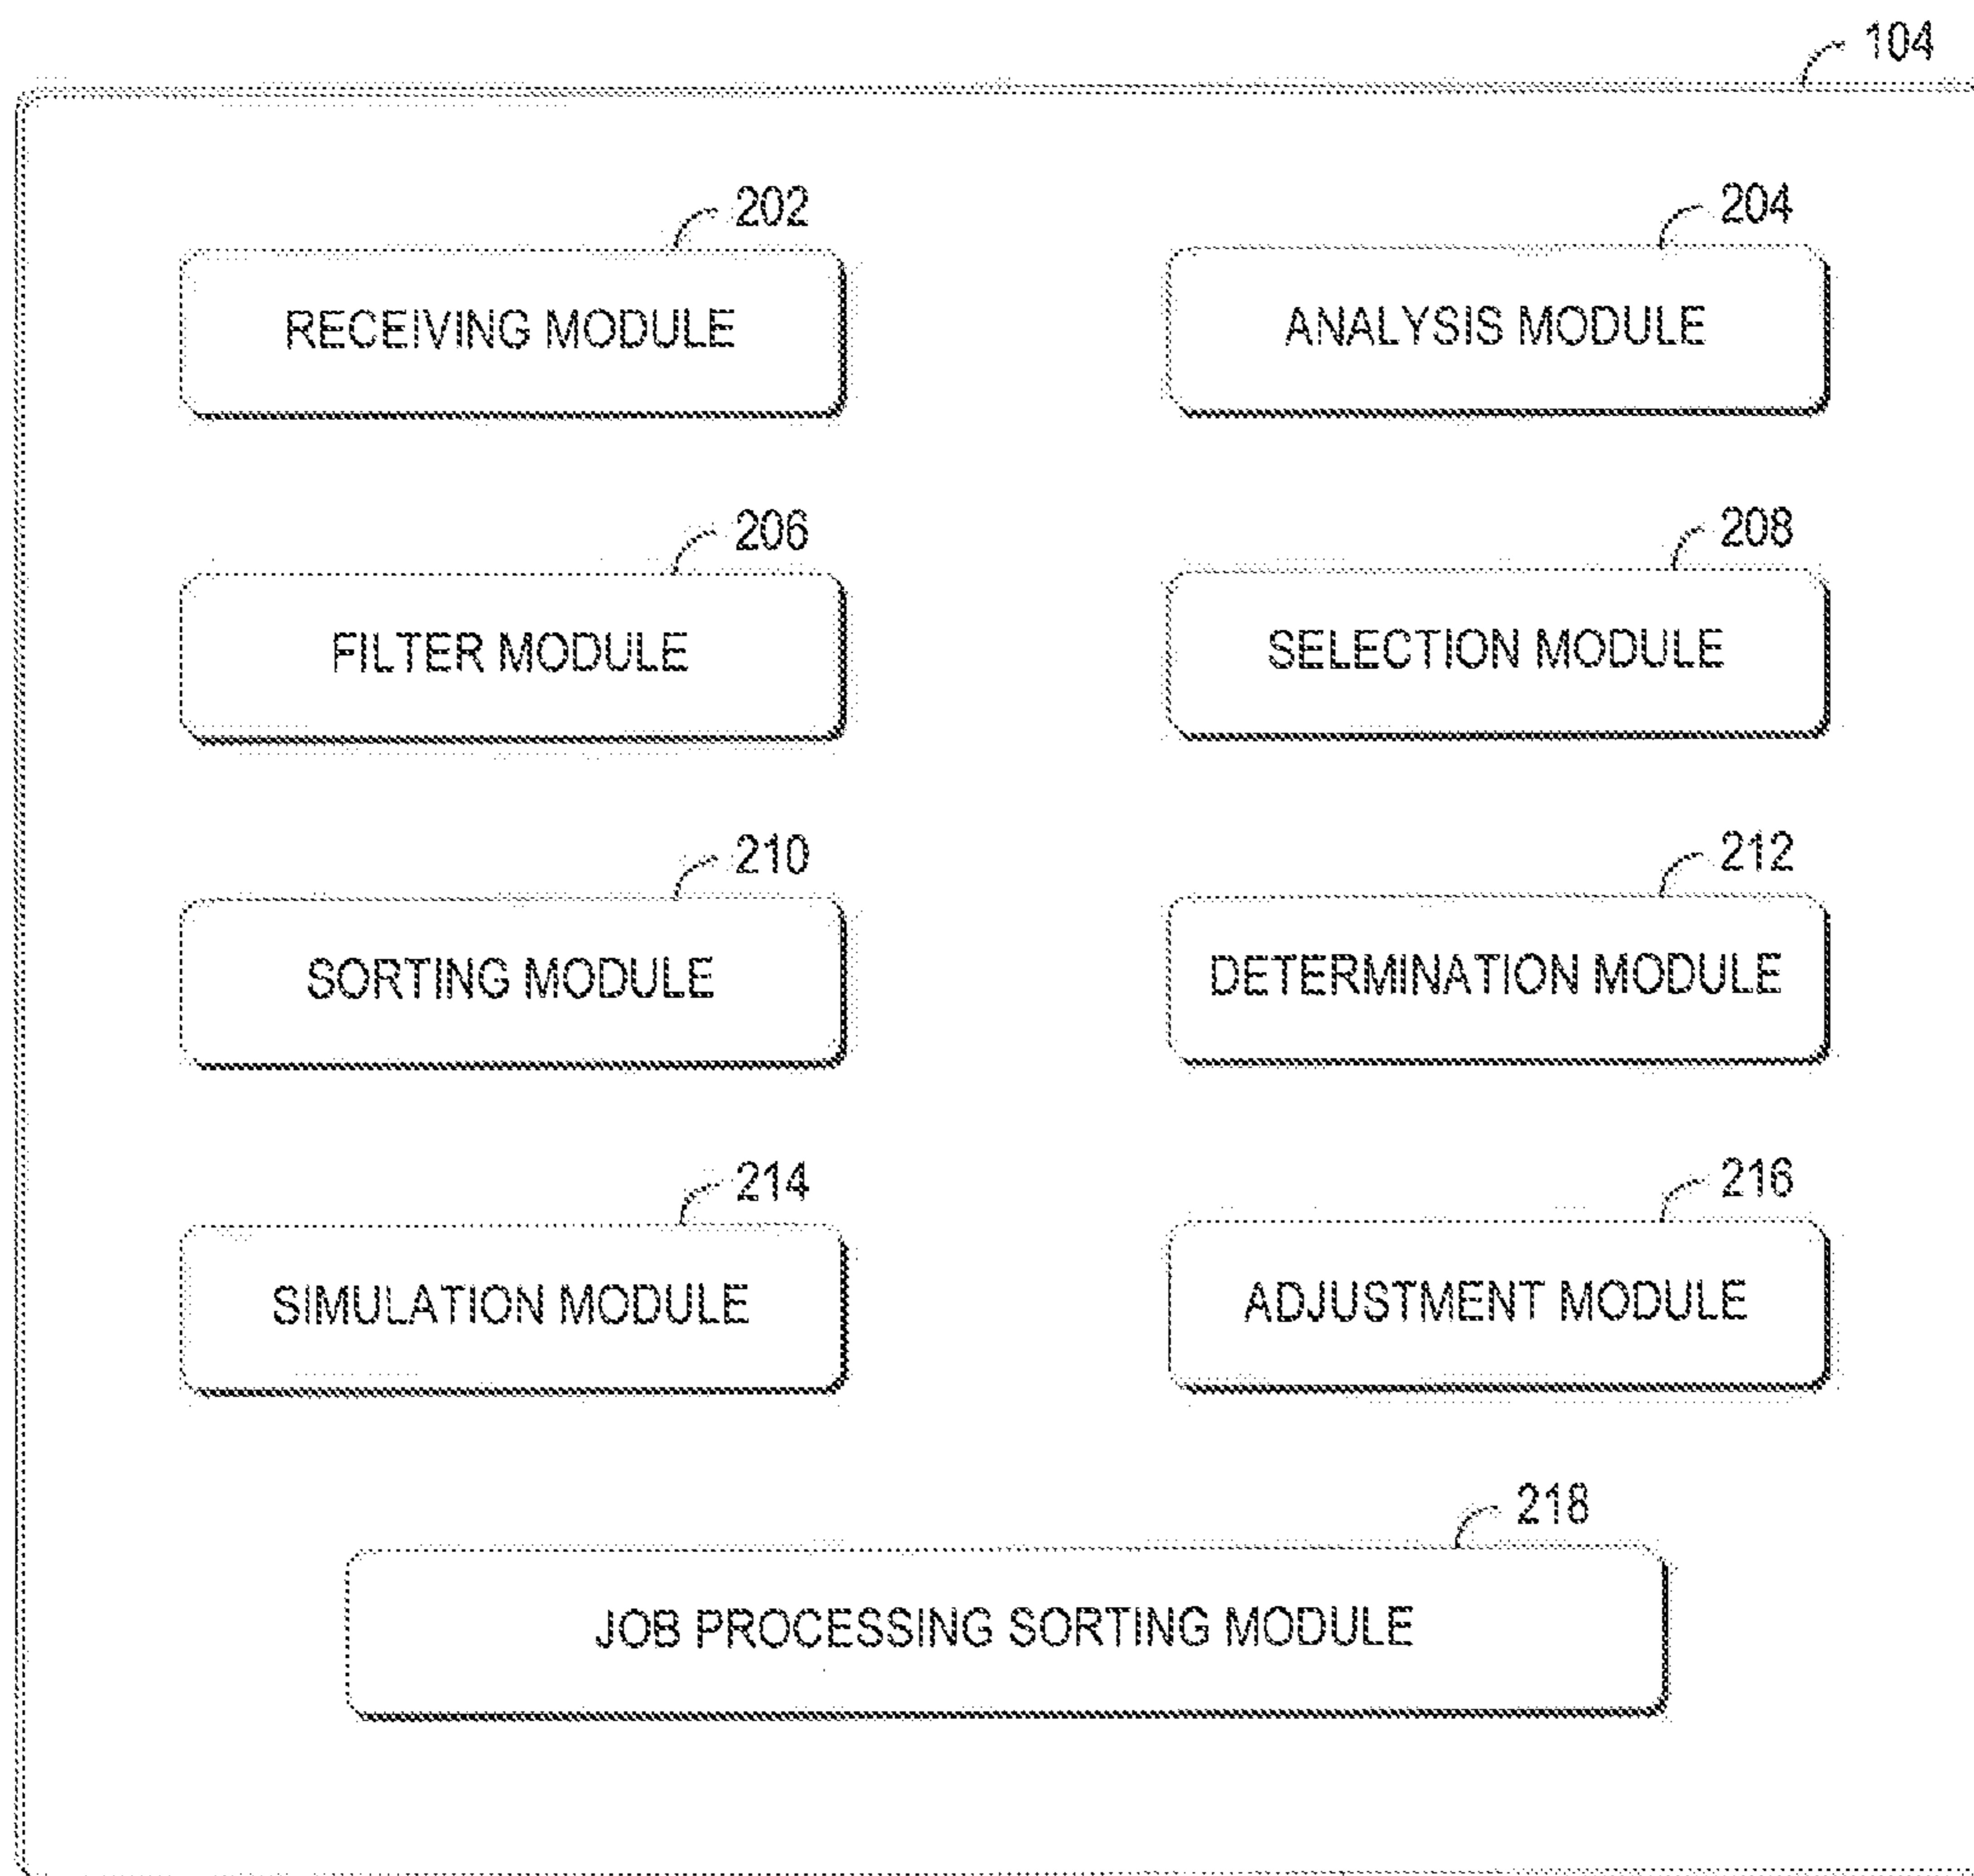 104
202
204
RECEIVING MODULE
ANALYSIS MODULE
206
208
FILTER MODULE
SELECTION MODULE
210
212
SORTING MODULE
DETERMINATION MODULE
214
216
SIMULATION MODULE
ADJUSTMENT MODULE
218
JOB PROCESSING SORTING MODULE